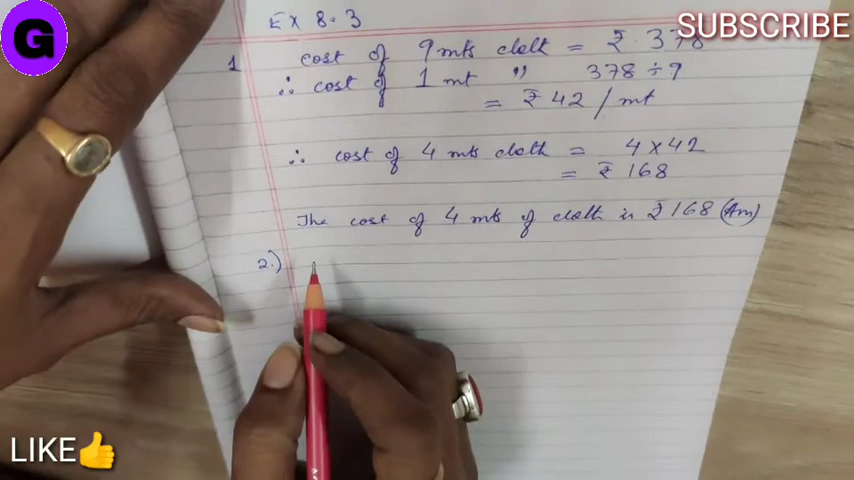 G
SUBSCRIBE
Ex 8.3
1 cost of 9 mts cloth = ₹ 378
∴ cost of 1 mt " 378 ÷ 9
= ₹ 42 / mt
∴ cost of 4 mts cloth = 4 x 42
= ₹ 168
The cost of 4 mts of cloth is ₹ 168 (Ans)
2.)
LIKE